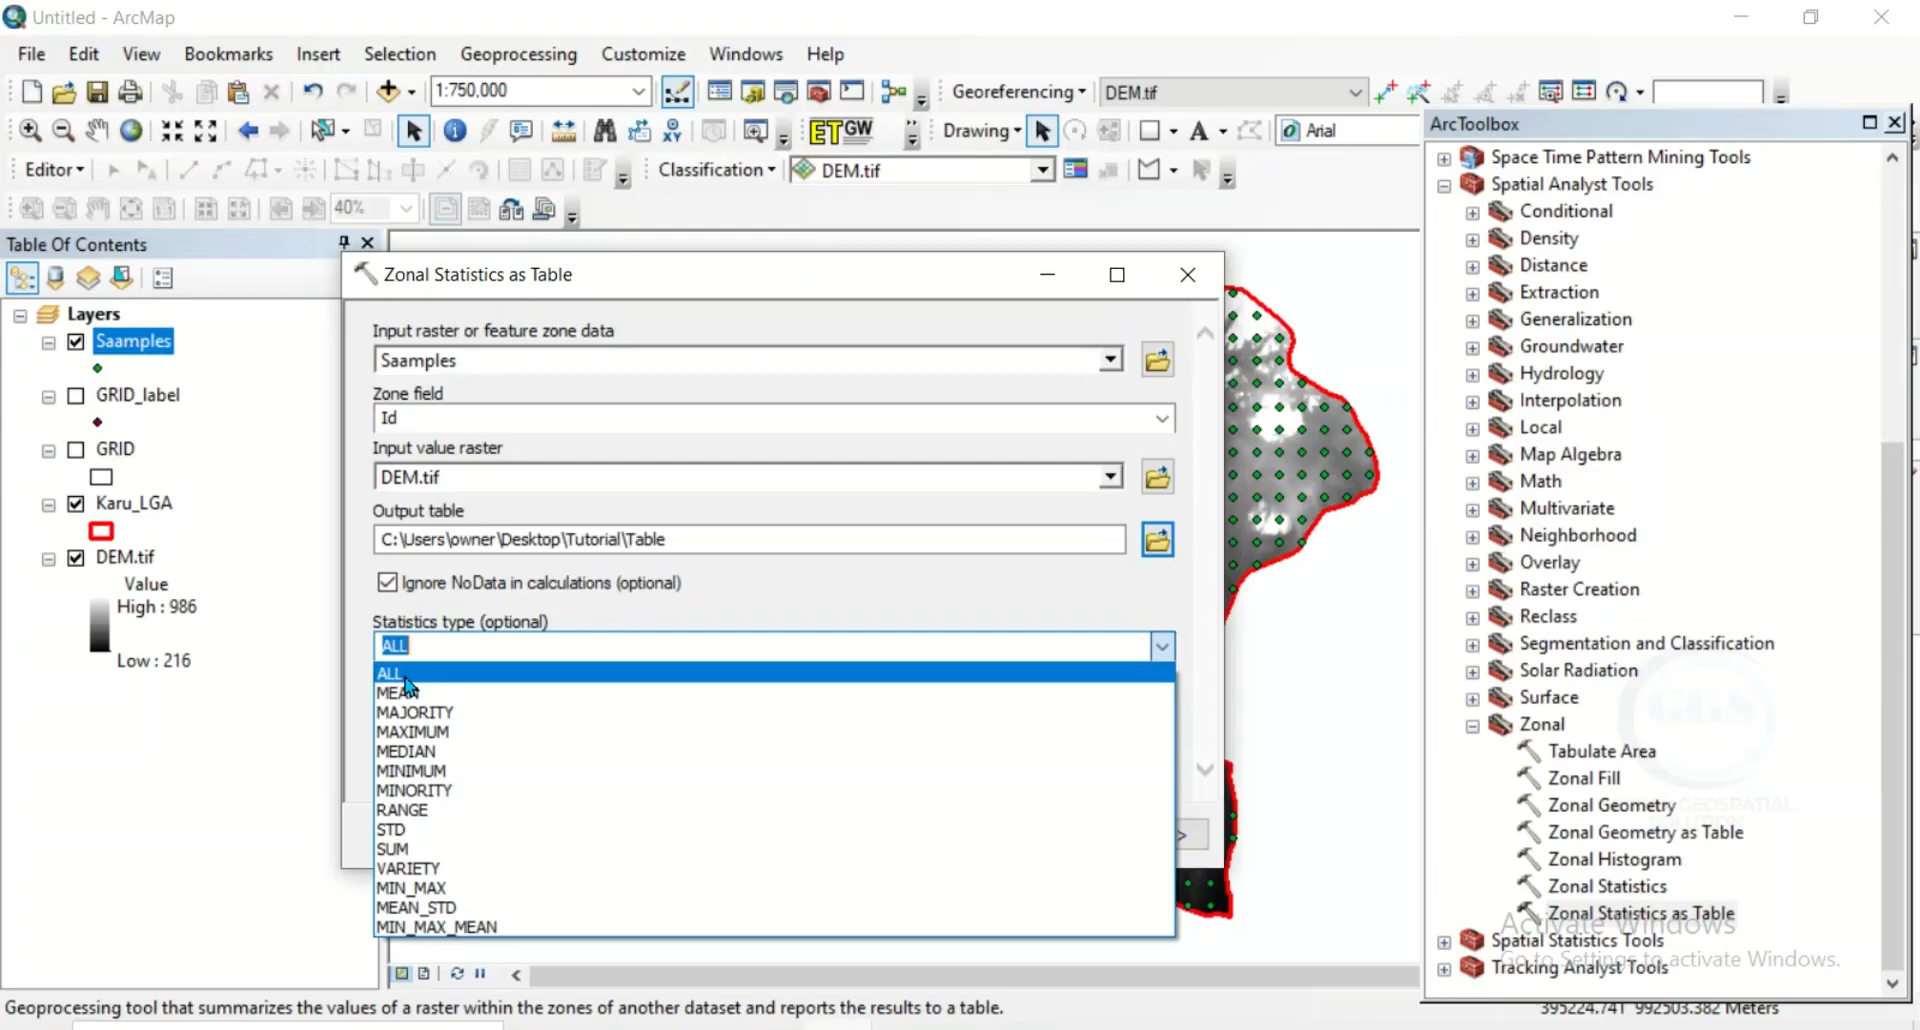 Untitled - ArcMap
File Edit View Bookmarks Insert Selection Geoprocessing Customize Windows Help
1:750,000 Georeferencing DEM.tif
ET GW Drawing A Arial
Editor Classification DEM.tif
40%
Table Of Contents
Layers
Saamples
GRID_label
GRID
Karu_LGA
DEM.tif
Value
High : 986
Low : 216
Zonal Statistics as Table
Input raster or feature zone data
Saamples
Zone field
Id
Input value raster
DEM.tif
Output table
C:\Users\owner\Desktop\Tutorial\Table
Ignore NoData in calculations (optional)
Statistics type (optional)
ALL
ALL
MEAN
MAJORITY
MAXIMUM
MEDIAN
MINIMUM
MINORITY
RANGE
STD
SUM
VARIETY
MIN_MAX
MEAN_STD
MIN_MAX_MEAN
>
ArcToolbox
Space Time Pattern Mining Tools
Spatial Analyst Tools
Conditional
Density
Distance
Extraction
Generalization
Groundwater
Hydrology
Interpolation
Local
Map Algebra
Math
Multivariate
Neighborhood
Overlay
Raster Creation
Reclass
Segmentation and Classification
Solar Radiation
Surface
Zonal
Tabulate Area
Zonal Fill
Zonal Geometry
Zonal Geometry as Table
Zonal Histogram
Zonal Statistics
Zonal Statistics as Table
Spatial Statistics Tools
Tracking Analyst Tools
GGS
GEOSPATIAL
Activate Windows
Go to Settings to activate Windows.
Geoprocessing tool that summarizes the values of a raster within the zones of another dataset and reports the results to a table.
395224.741 992503.382 Meters